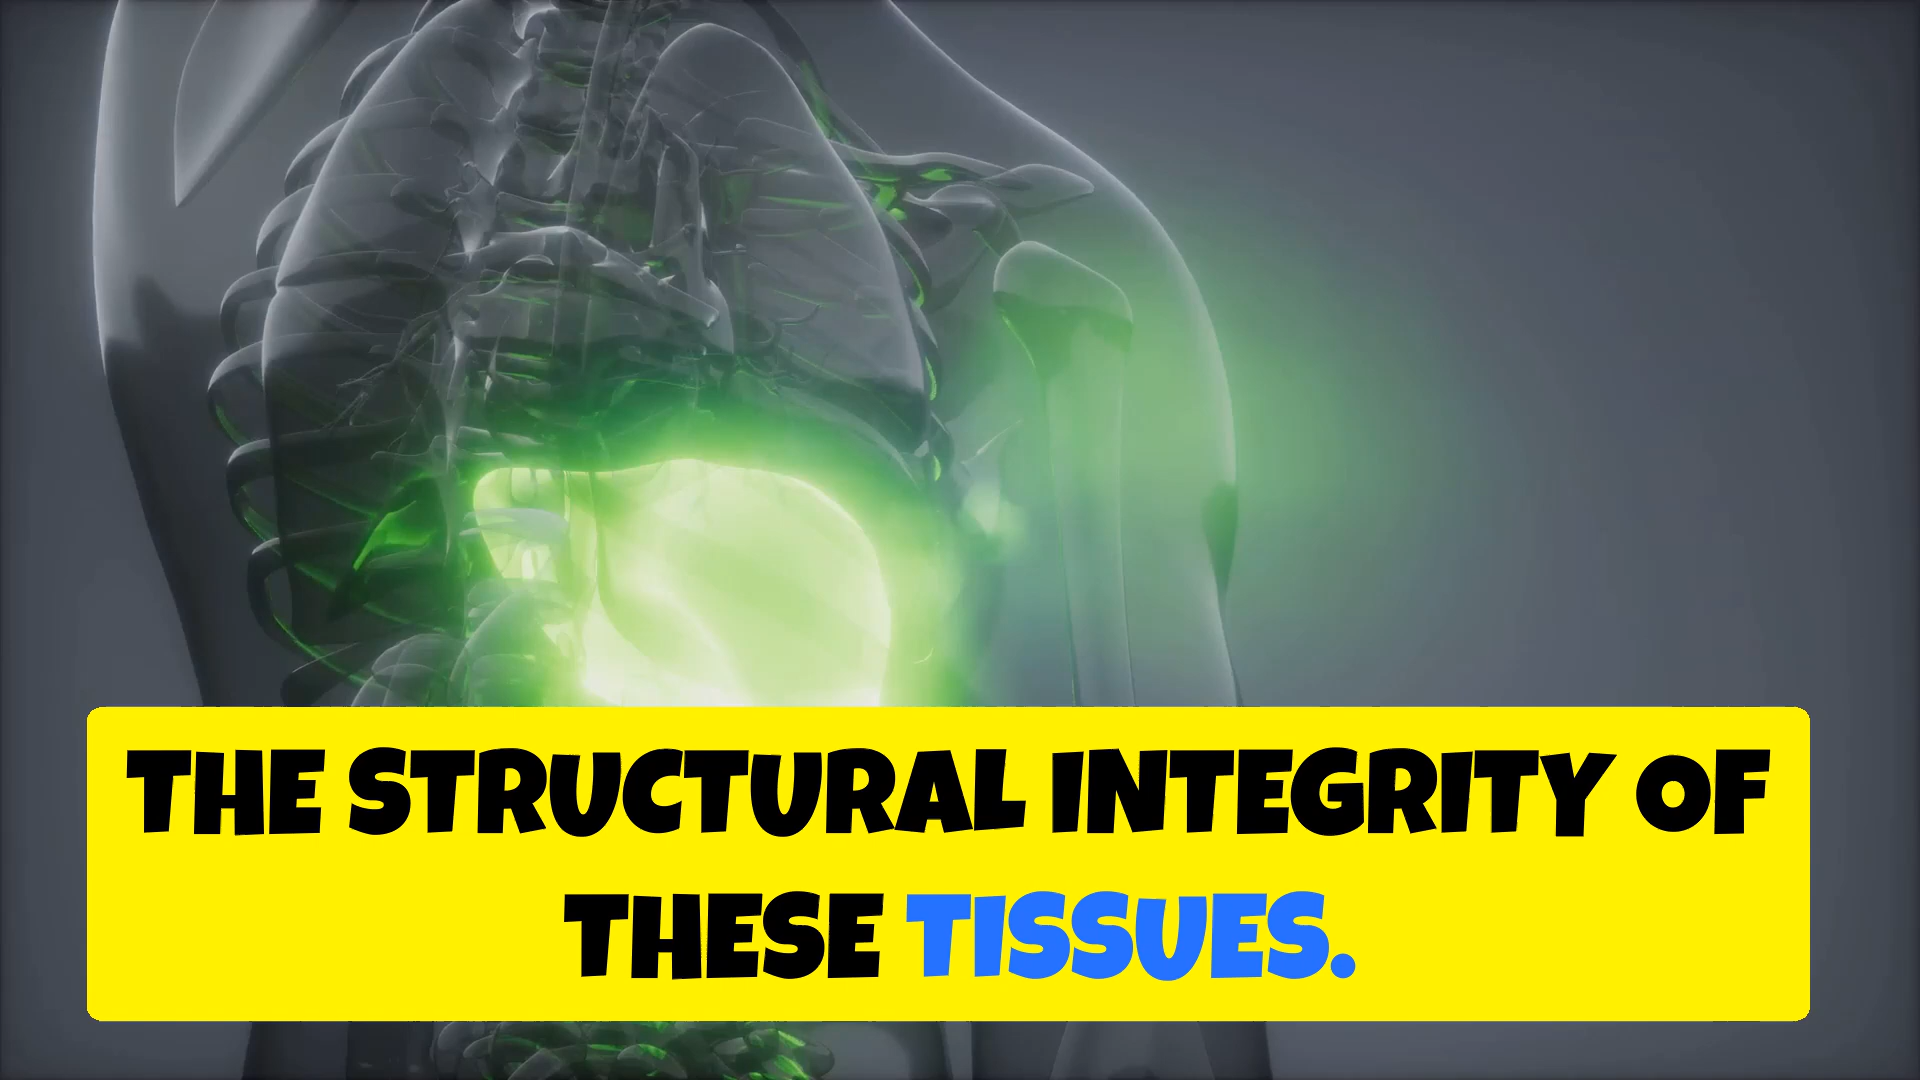 THE STRUCTURAL INTEGRITY OF
THESE TISSUES.